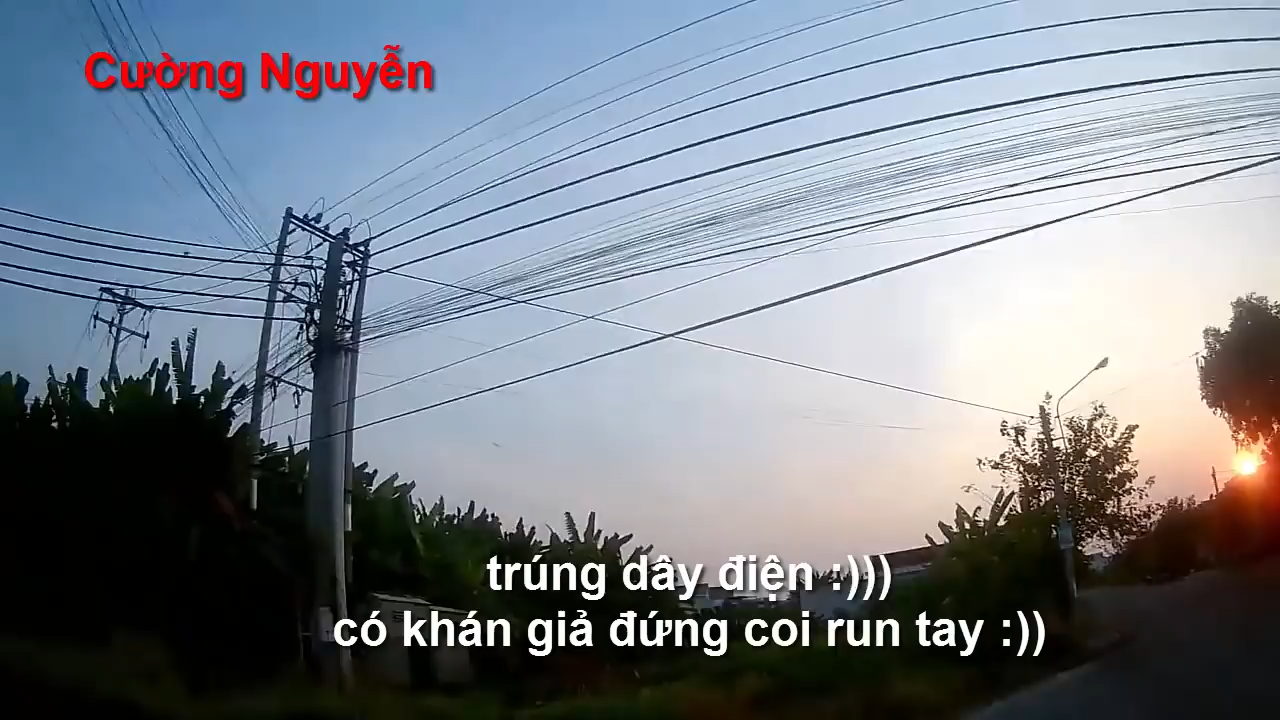 Cường Nguyễn
trúng dây điện :)))
có khán giả đứng coi run tay :))